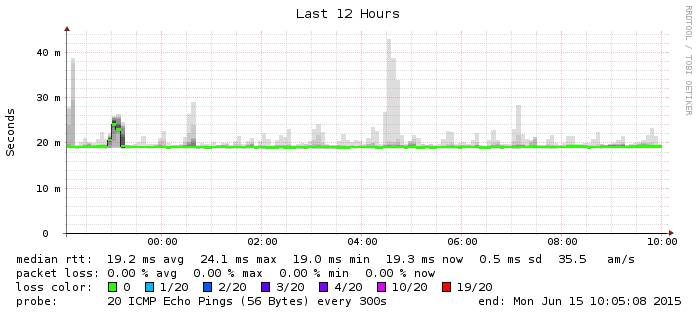 Last 12 Hours
RRDTOOL / TOBI OETIKER
Seconds
40 m
30 m
20 m
10 m
0
00:00 02:00 04:00 06:00 08:00 10:00
median rtt: 19.2 ms avg 24.1 ms max 19.0 ms min 19.3 ms now 0.5 ms sd 35.5 am/s
packet loss: 0.00 % avg 0.00 % max 0.00 % min 0.00 % now
loss color: 0 1/20 2/20 3/20 4/20 10/20 19/20
probe: 20 ICMP Echo Pings (56 Bytes) every 300s end: Mon Jun 15 10:05:08 2015